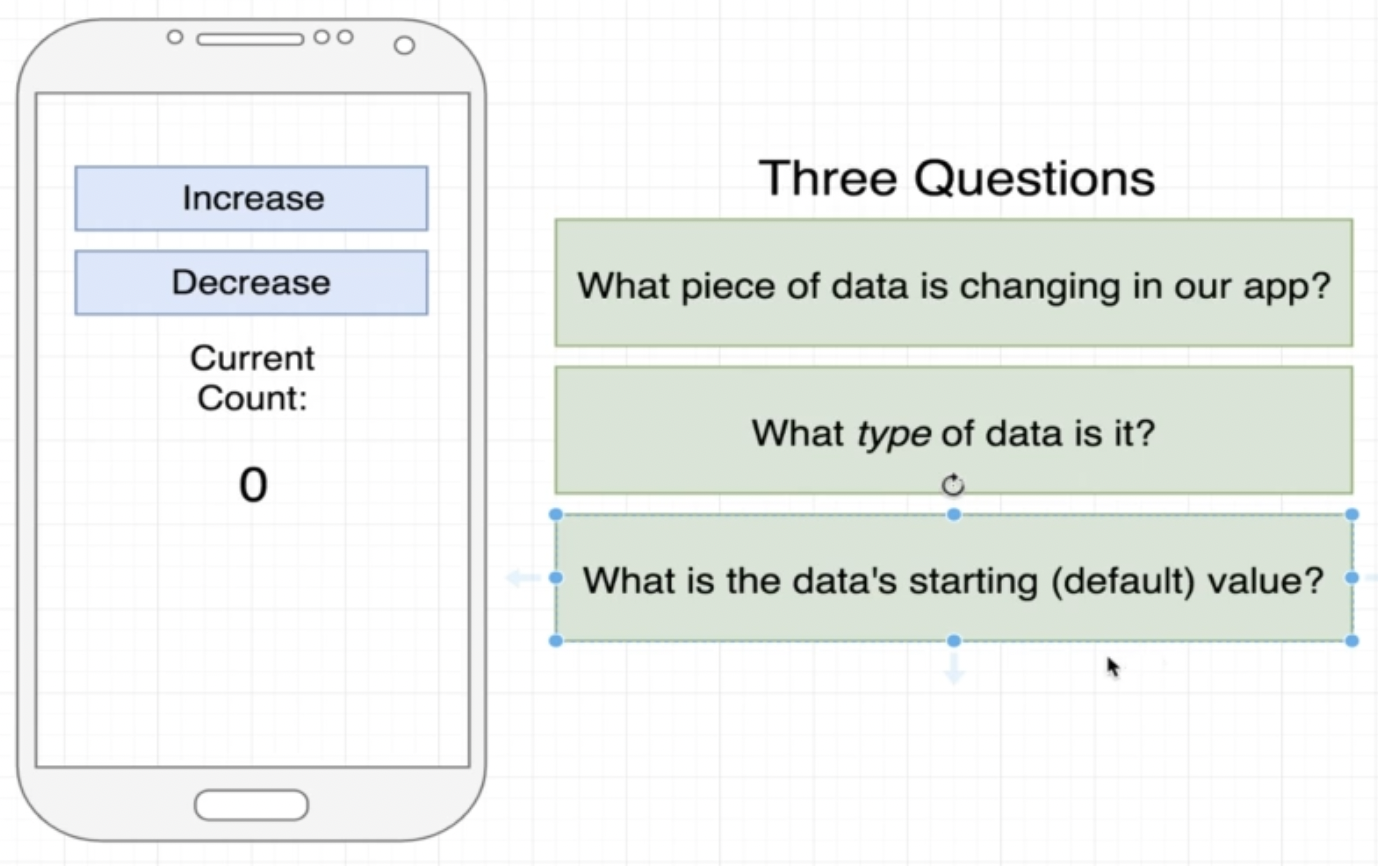 Increase
Decrease
Current
Count:
0
Three Questions
What piece of data is changing in our app?
What type of data is it?
What is the data's starting (default) value?